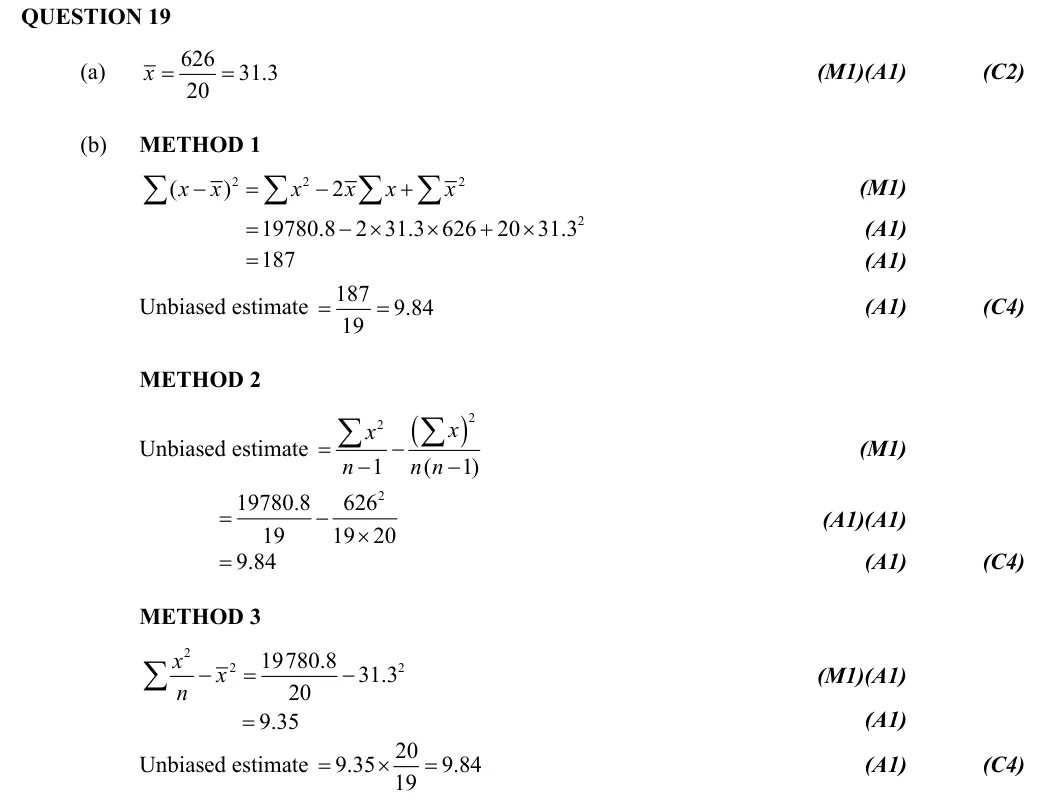 QUESTION 19
(a) x̄ = 626/20 = 31.3 (M1)(A1) (C2)
(b) METHOD 1
∑(x − x̄)² = ∑x² − 2x̄∑x + ∑x̄² (M1)
= 19780.8 − 2 × 31.3 × 626 + 20 × 31.3² (A1)
= 187 (A1)
Unbiased estimate = 187/19 = 9.84 (A1) (C4)
METHOD 2
Unbiased estimate = ∑x²/(n−1) − (∑x)²/(n(n−1)) (M1)
= 19780.8/19 − 626²/(19 × 20) (A1)(A1)
= 9.84 (A1) (C4)
METHOD 3
∑x²/n − x̄² = 19780.8/20 − 31.3² (M1)(A1)
= 9.35 (A1)
Unbiased estimate = 9.35 × 20/19 = 9.84 (A1) (C4)